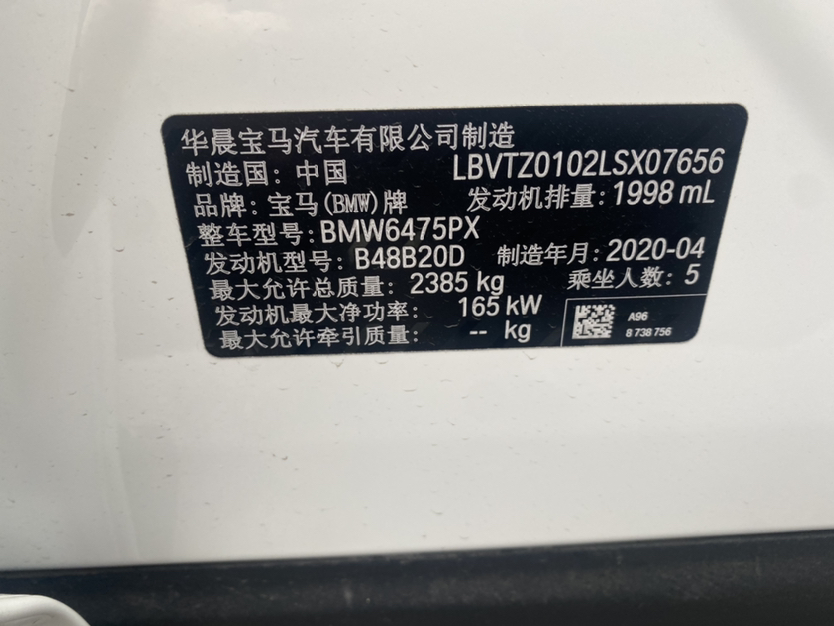 华晨宝马汽车有限公司制造
制造国: 中国 LBVTZ0102LSX07656
品牌: 宝马(BMW)牌 发动机排量: 1998 mL
整车型号: BMW6475PX
发动机型号: B48B20D 制造年月: 2020-04
最大允许总质量: 2385 kg 乘坐人数: 5
发动机最大净功率: 165 kW
最大允许牵引质量: -- kg
A96
8 738 756